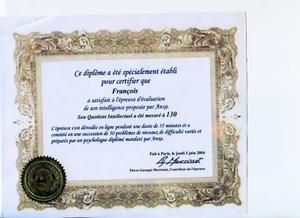 Ce diplôme a été spécialement établi
pour certifier que
François
a satisfait à l'épreuve d'évaluation
de son intelligence proposée par Anxa.
Son Quotient Intellectuel a été mesuré à 130
L'épreuve s'est déroulée en ligne pendant une durée de 35 minutes et a
consisté en une succession de 50 problèmes de niveaux de difficulté variés et
préparés par un psychologue diplômé mandaté par Anxa.
Fait à Paris, le jeudi 3 juin 2004
Pierre-Georges Contrôleur de l'épreuve